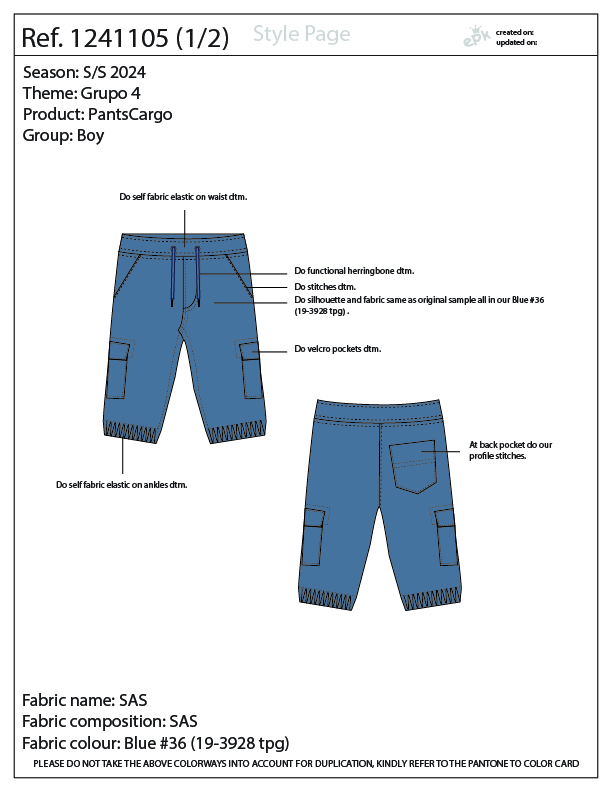 Ref. 1241105 (1/2)
Style Page
epk
created on:
updated on:
Season: S/S 2024
Theme: Grupo 4
Product: PantsCargo
Group: Boy
Do self fabric elastic on waist dtm.
Do functional herringbone dtm.
Do stitches dtm.
Do silhouette and fabric same as original sample all in our Blue #36
(19-3928 tpg) .
Do velcro pockets dtm.
At back pocket do our
profile stitches.
Do self fabric elastic on ankles dtm.
Fabric name: SAS
Fabric composition: SAS
Fabric colour: Blue #36 (19-3928 tpg)
PLEASE DO NOT TAKE THE ABOVE COLORWAYS INTO ACCOUNT FOR DUPLICATION, KINDLY REFER TO THE PANTONE TO COLOR CARD